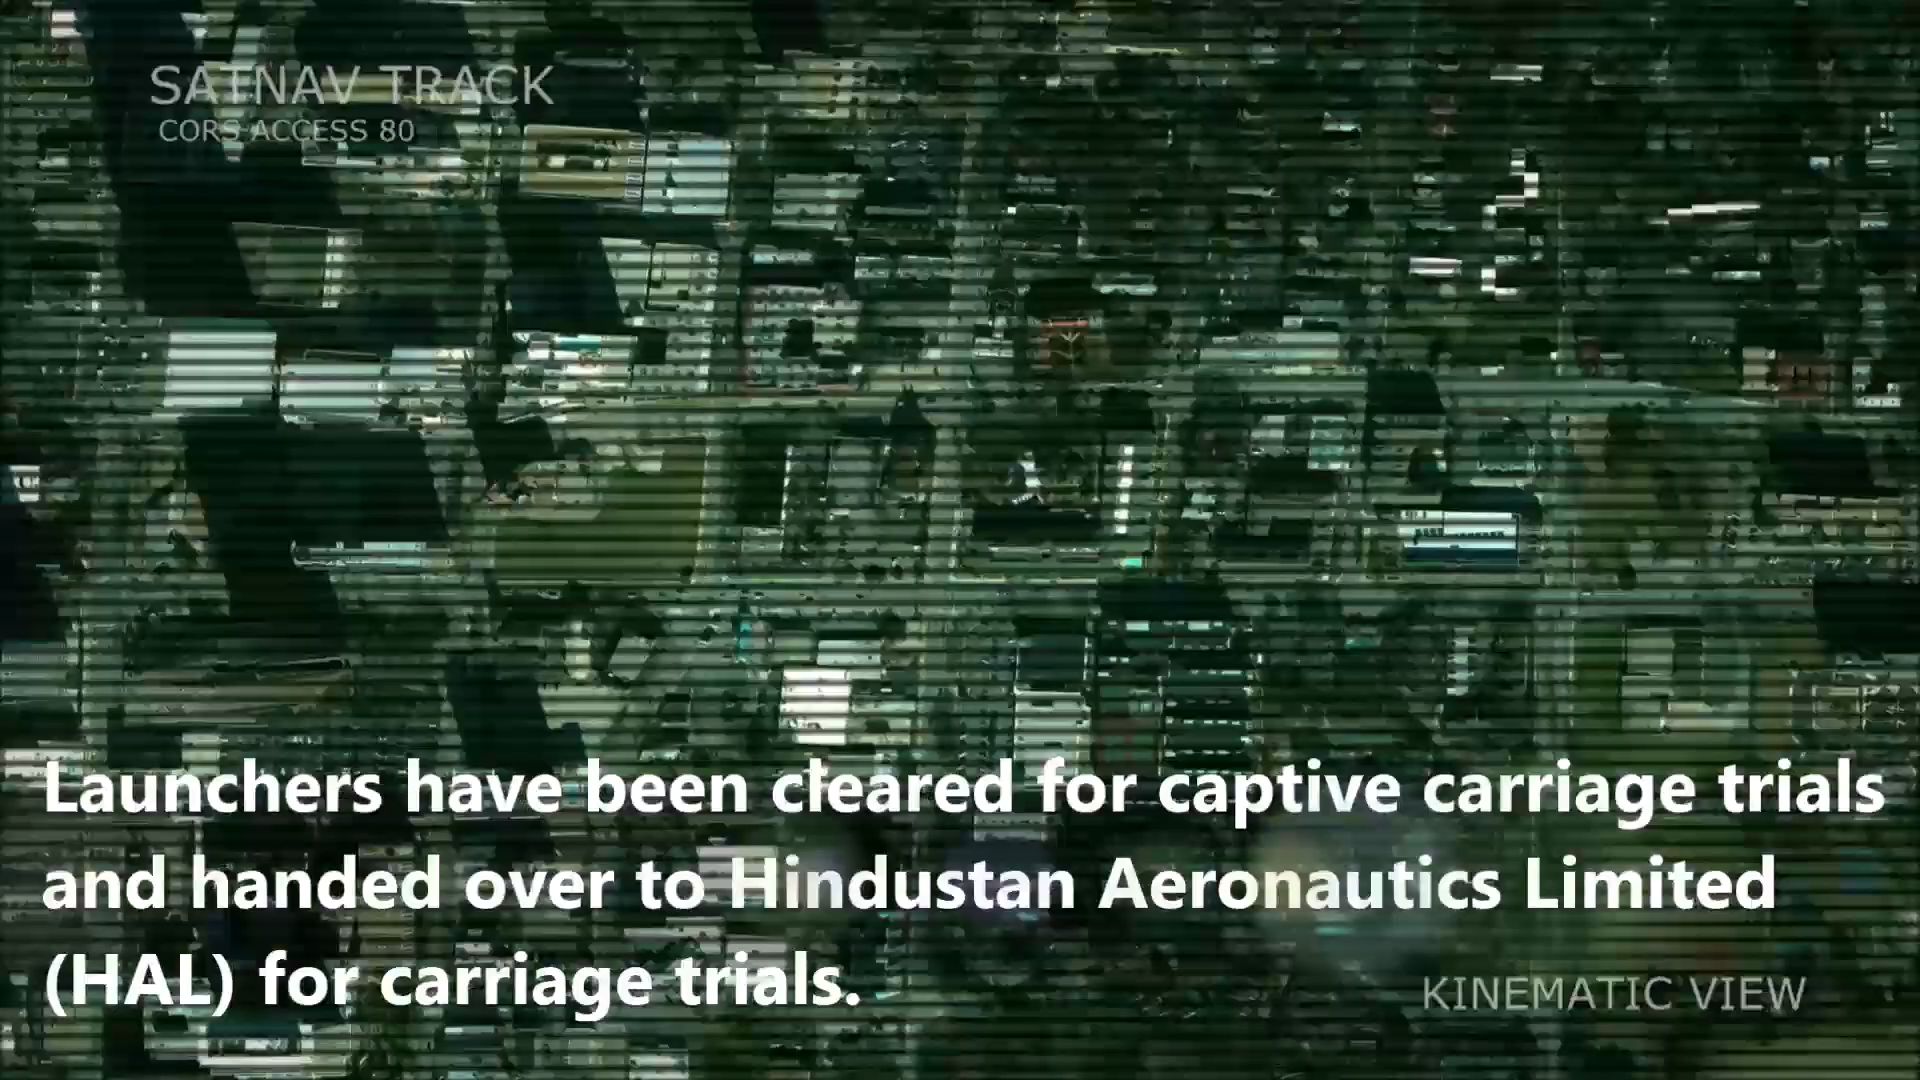 SATNAV TRACK
CORS ACCESS 80
Launchers have been cleared for captive carriage trials
and handed over to Hindustan Aeronautics Limited
(HAL) for carriage trials.
KINEMATIC VIEW